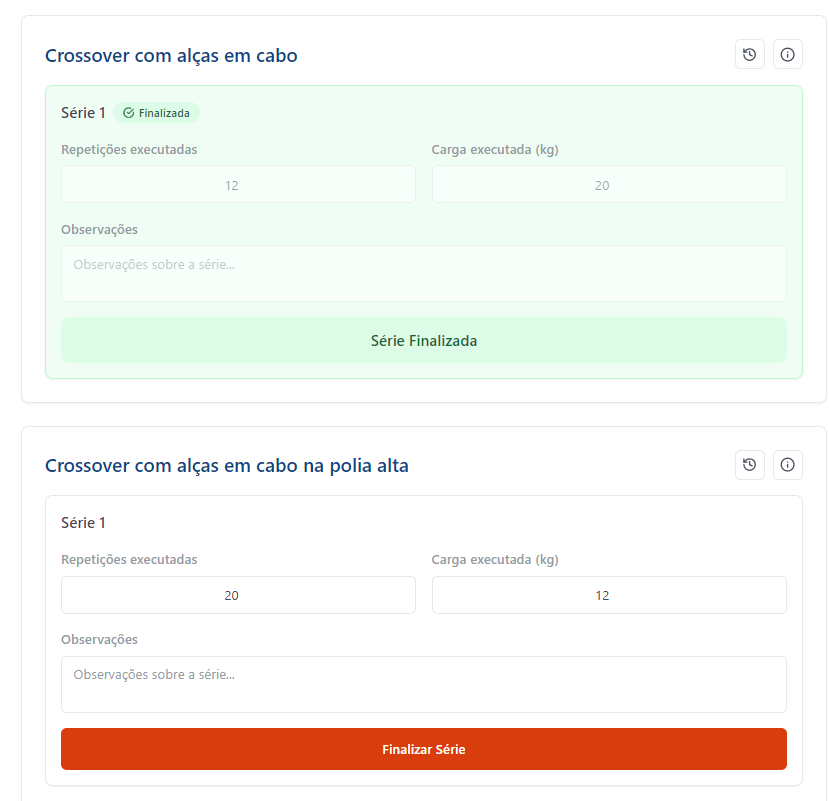 Crossover com alças em cabo
Série 1 Finalizada
Repetições executadas Carga executada (kg)
12 20
Observações
Observações sobre a série...
Série Finalizada
Crossover com alças em cabo na polia alta
Série 1
Repetições executadas Carga executada (kg)
20 12
Observações
Observações sobre a série...
Finalizar Série